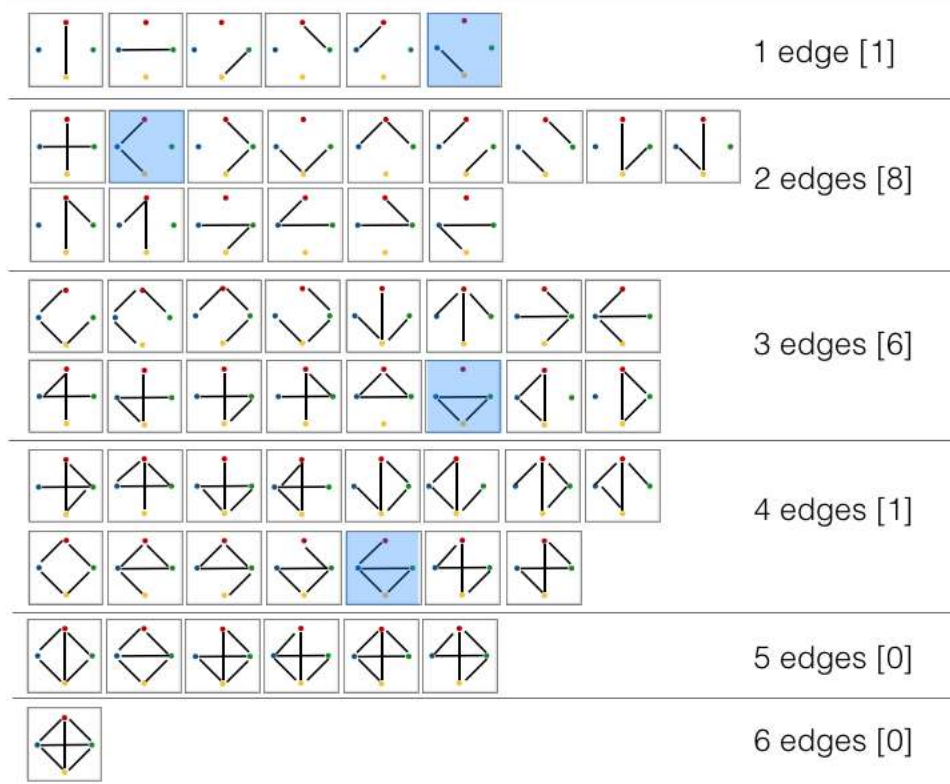 1 edge [1]
2 edges [8]
3 edges [6]
4 edges [1]
5 edges [0]
6 edges [0]